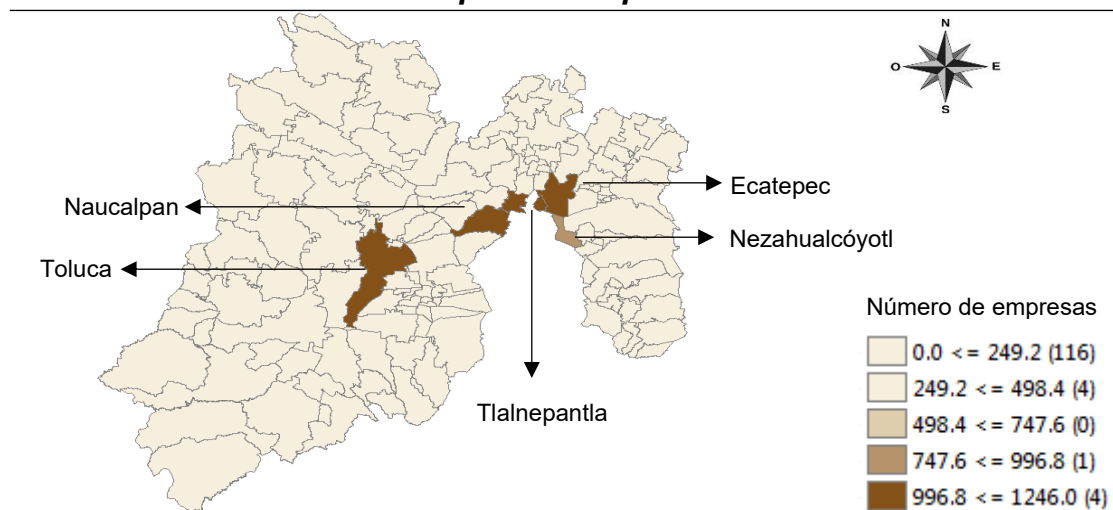 N
O
E
S
Ecatepec
Naucalpan
Nezahualcóyotl
Toluca
Tlalnepantla
Número de empresas
0.0 <= 249.2 (116)
249.2 <= 498.4 (4)
498.4 <= 747.6 (0)
747.6 <= 996.8 (1)
996.8 <= 1246.0 (4)